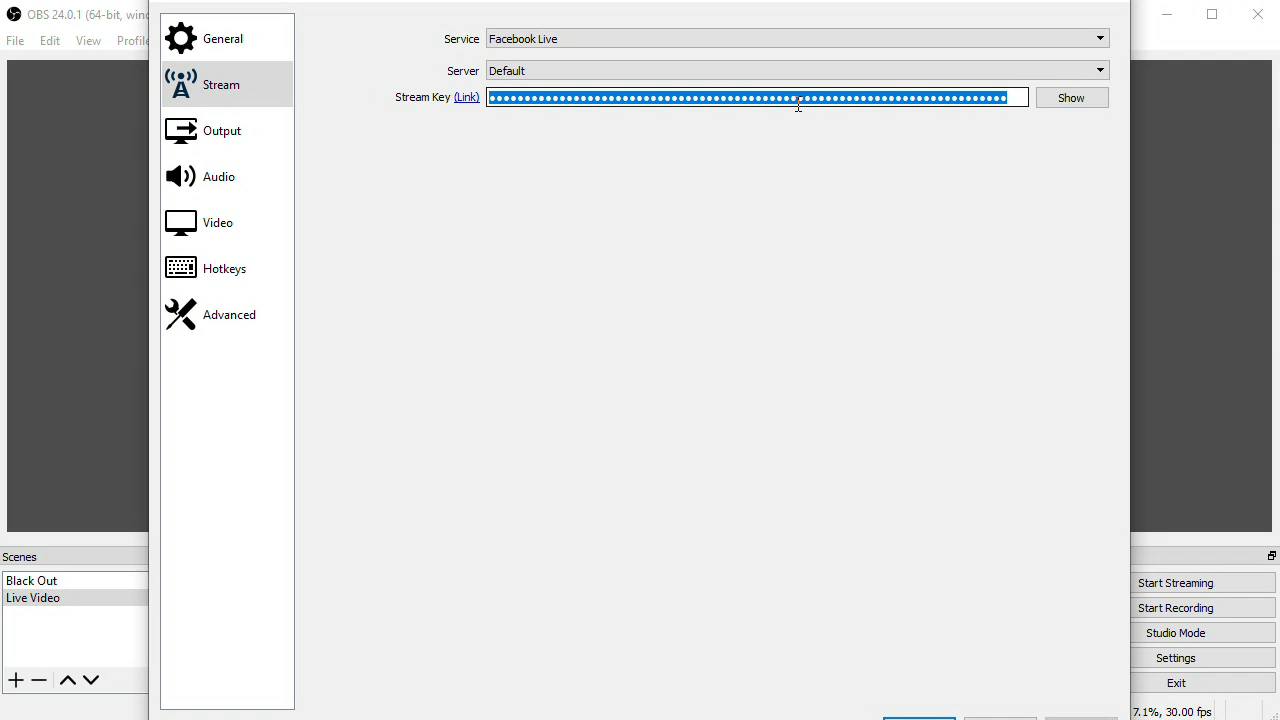 OBS 24.0.1 (64-bit, wind
File Edit View Profile
General
Stream
Output
Audio
Video
Hotkeys
Advanced
Service Facebook Live
Server Default
Stream Key (Link) Show
Scenes
Black Out
Live Video
Start Streaming
Start Recording
Studio Mode
Settings
Exit
7.1%, 30.00 fps